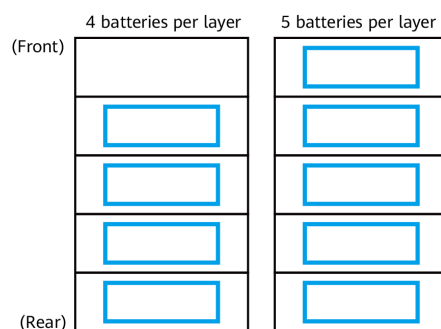 4 batteries per layer
5 batteries per layer
(Front)
(Rear)